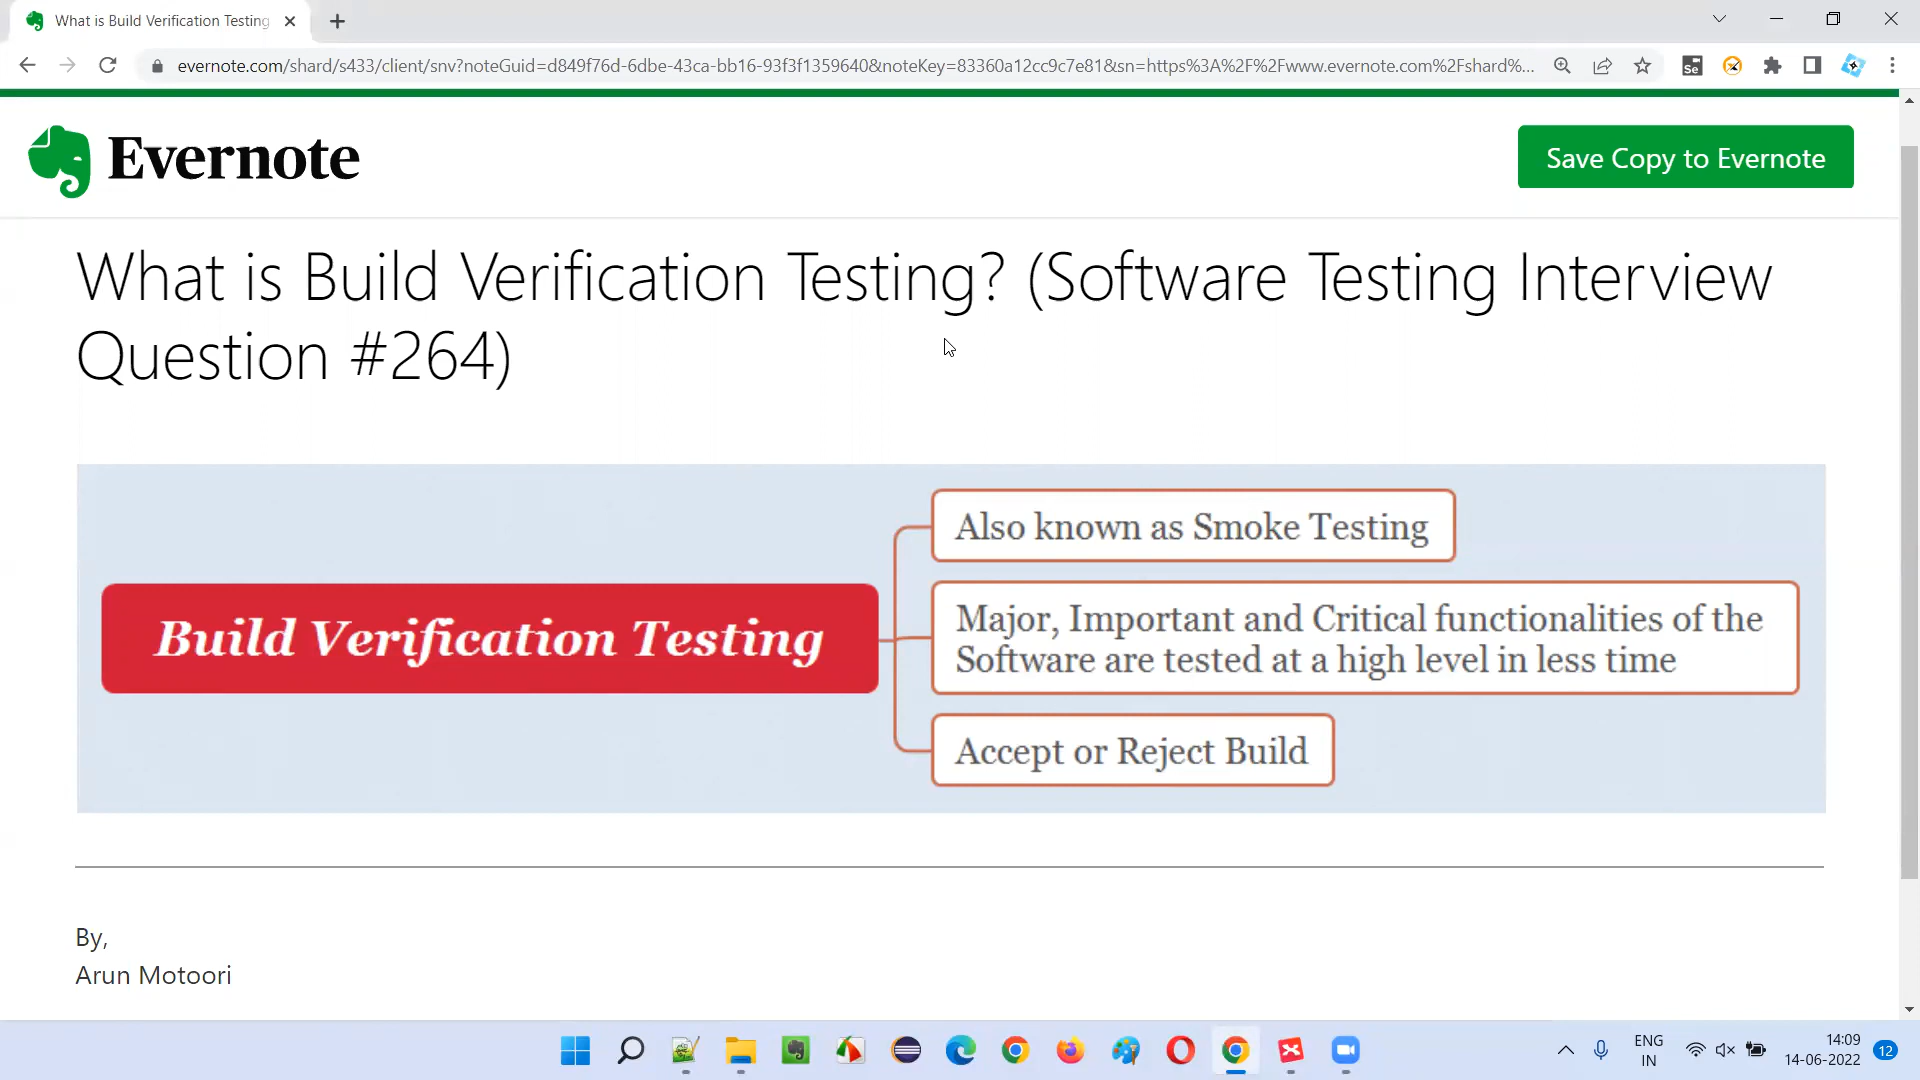 What is Build Verification Testing
evernote.com/shard/s433/client/snv?noteGuid=d849f76d-6dbe-43ca-bb16-93f3f1359640&noteKey=83360a12cc9c7e81&sn=https%3A%2F%2Fwww.evernote.com%2Fshard%...
Se
Evernote
Save Copy to Evernote
What is Build Verification Testing? (Software Testing Interview
Question #264)
Also known as Smoke Testing
Build Verification Testing
Major, Important and Critical functionalities of the
Software are tested at a high level in less time
Accept or Reject Build
By,
Arun Motoori
ENG
IN
14:09
14-06-2022
12